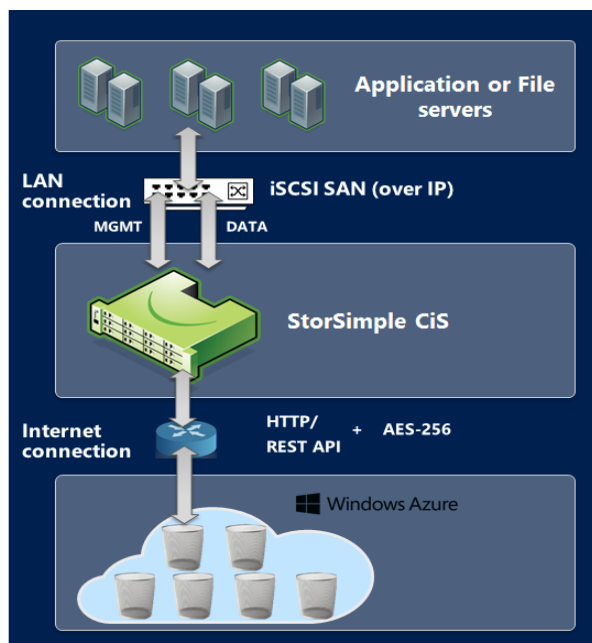 Application or File
servers
LAN
connection
iSCSI SAN (over IP)
MGMT
DATA
StorSimple CiS
Internet
connection
HTTP/
REST API
+
AES-256
Windows Azure